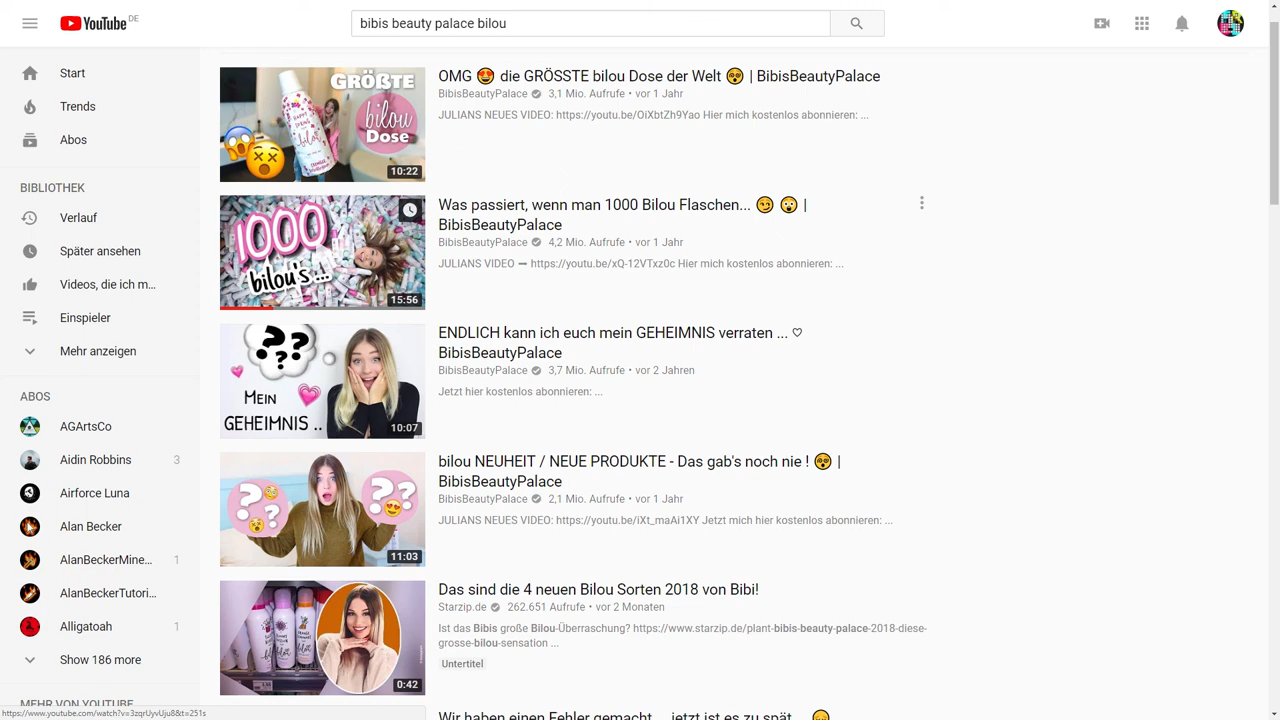 YouTube DE
bibis beauty palace bilou
Start
Trends
Abos
BIBLIOTHEK
Verlauf
Später ansehen
Videos, die ich m...
Einspieler
Mehr anzeigen
ABOS
AGArtsCo
Aidin Robbins 3
Airforce Luna
Alan Becker
AlanBeckerMine... 1
AlanBeckerTutori...
Alligatoah 1
Show 186 more
MEHR VON YOUTUBE
https://www.youtube.com/watch?v=3zqrUyvUju8&t=251s
GRÖßTE
bilou
Dose
10:22
OMG 😍 die GRÖSSTE bilou Dose der Welt 😵 | BibisBeautyPalace
BibisBeautyPalace 3,1 Mio. Aufrufe • vor 1 Jahr
JULIANS NEUES VIDEO: https://youtu.be/OiXbtZh9Yao Hier mich kostenlos abonnieren: ...
1000
bilou's ...
15:56
Was passiert, wenn man 1000 Bilou Flaschen... 😏 😲 |
BibisBeautyPalace
BibisBeautyPalace 4,2 Mio. Aufrufe • vor 1 Jahr
JULIANS VIDEO ➡ https://youtu.be/xQ-12VTxz0c Hier mich kostenlos abonnieren: ...
???
MEIN
GEHEIMNIS ..
10:07
ENDLICH kann ich euch mein GEHEIMNIS verraten ... ♡
BibisBeautyPalace
BibisBeautyPalace 3,7 Mio. Aufrufe • vor 2 Jahren
Jetzt hier kostenlos abonnieren: ...
? ? ?
? ?
11:03
bilou NEUHEIT / NEUE PRODUKTE - Das gab's noch nie ! 😵 |
BibisBeautyPalace
BibisBeautyPalace 2,1 Mio. Aufrufe • vor 1 Jahr
JULIANS NEUES VIDEO: https://youtu.be/iXt_maAi1XY Jetzt mich hier kostenlos abonnieren: ...
0:42
Das sind die 4 neuen Bilou Sorten 2018 von Bibi!
Starzip.de 262.651 Aufrufe • vor 2 Monaten
Ist das Bibis große Bilou-Überraschung? https://www.starzip.de/plant-bibis-beauty-palace-2018-diese-
grosse-bilou-sensation ...
Untertitel
Wir haben einen Fehler gemacht... jetzt ist es zu spät ...